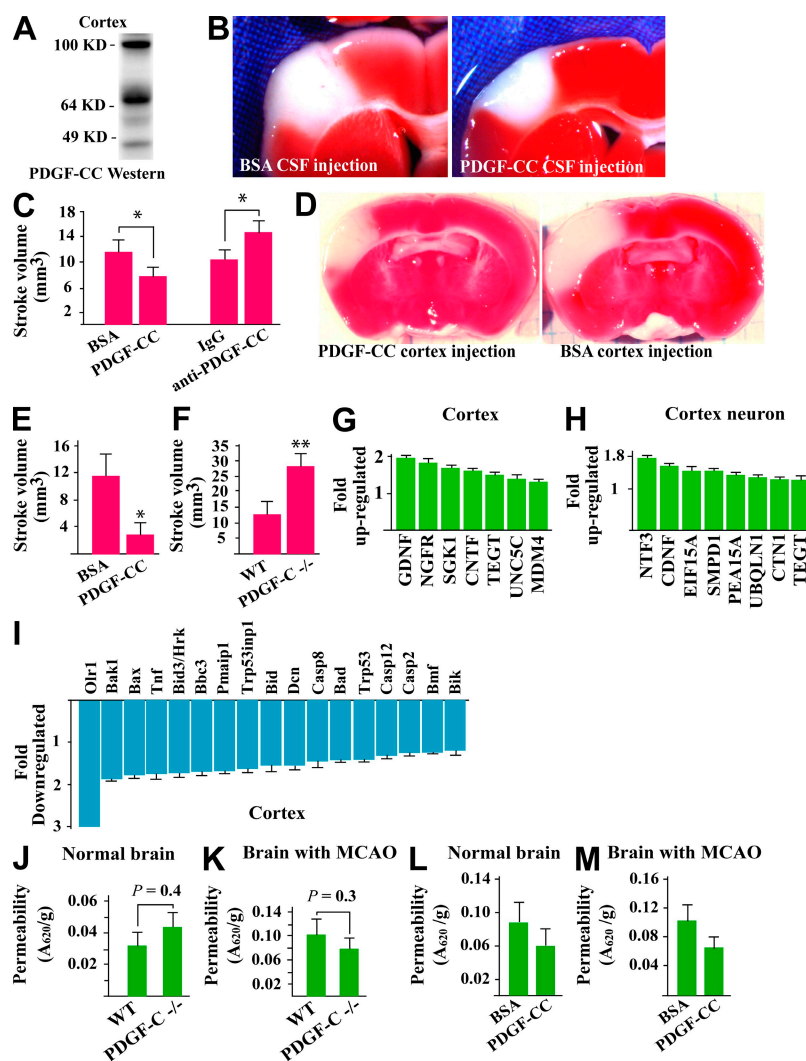 A
Cortex
100 KD -
64 KD -
49 KD -
PDGF-CC Western
B
BSA CSF injection
PDGF-CC CSF injection
C
Stroke volume
(mm³)
18
14
10
6
2
*
*
BSA
PDGF-CC
IgG
anti-PDGF-CC
D
PDGF-CC cortex injection
BSA cortex injection
E
Stroke volume
(mm³)
16
12
8
4
*
BSA
PDGF-CC
F
Stroke volume
(mm³)
35
30
25
20
15
10
5
**
WT
PDGF-C -/-
G
Cortex
Fold
up-regulated
2
1
GDNF
NGFR
SGK1
CNTF
TEGT
UNC5C
MDM4
H
Cortex neuron
Fold
up-regulated
1.8
1
NTF3
CDNF
EIF15A
SMPD1
PEA15A
UBQLN1
CTN1
TEGT
I
Olr1
Bak1
Bax
Tnf
Bid3/Hrk
Bbc3
Pmaip1
Trp53inp1
Bid
Dcn
Casp8
Bad
Trp53
Casp12
Casp2
Bmf
Bik
Fold
Downregulated
1
2
3
Cortex
J
Normal brain
Permeability
(A620/g)
0.06
0.04
0.02
P = 0.4
WT
PDGF-C -/-
K
Brain with MCAO
Permeability
(A620/g)
0.14
0.10
0.06
0.02
P = 0.3
WT
PDGF-C -/-
L
Normal brain
Permeability
(A620 /g)
0.14
0.10
0.06
0.02
BSA
PDGF-CC
M
Brain with MCAO
Permeability
(A620 /g)
0.12
0.08
0.04
BSA
PDGF-CC